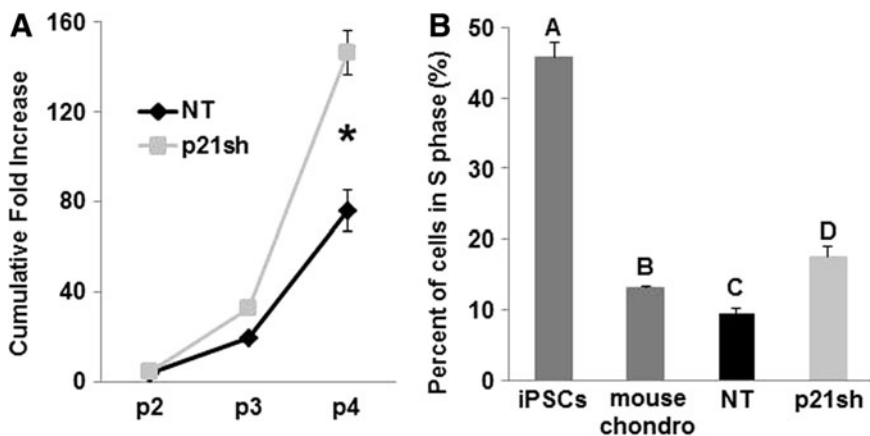 A
Cumulative Fold Increase
160
120
80
40
0
NT
p21sh
*
p2
p3
p4
B
Percent of cells in S phase (%)
50
40
30
20
10
0
A
B
C
D
iPSCs
mouse
chondro
NT
p21sh